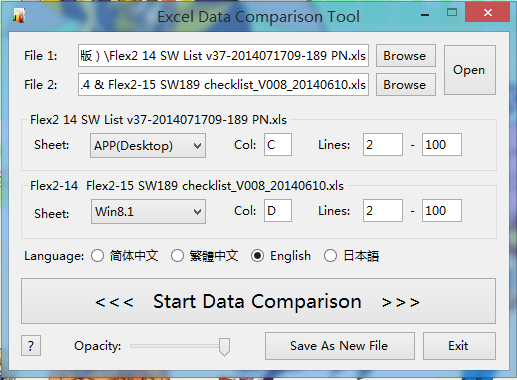 Excel Data Comparison Tool
File 1: 版 ) \Flex2 14 SW List v37-2014071709-189 PN.xls Browse
Open
File 2: .4 & Flex2-15 SW189 checklist_V008_20140610.xls Browse
Flex2 14 SW List v37-2014071709-189 PN.xls
Sheet: APP(Desktop) Col: C Lines: 2 - 100
Flex2-14 Flex2-15 SW189 checklist_V008_20140610.xls
Sheet: Win8.1 Col: D Lines: 2 - 100
Language: 简体中文 繁體中文 English 日本語
<<< Start Data Comparison >>>
? Opacity: Save As New File Exit